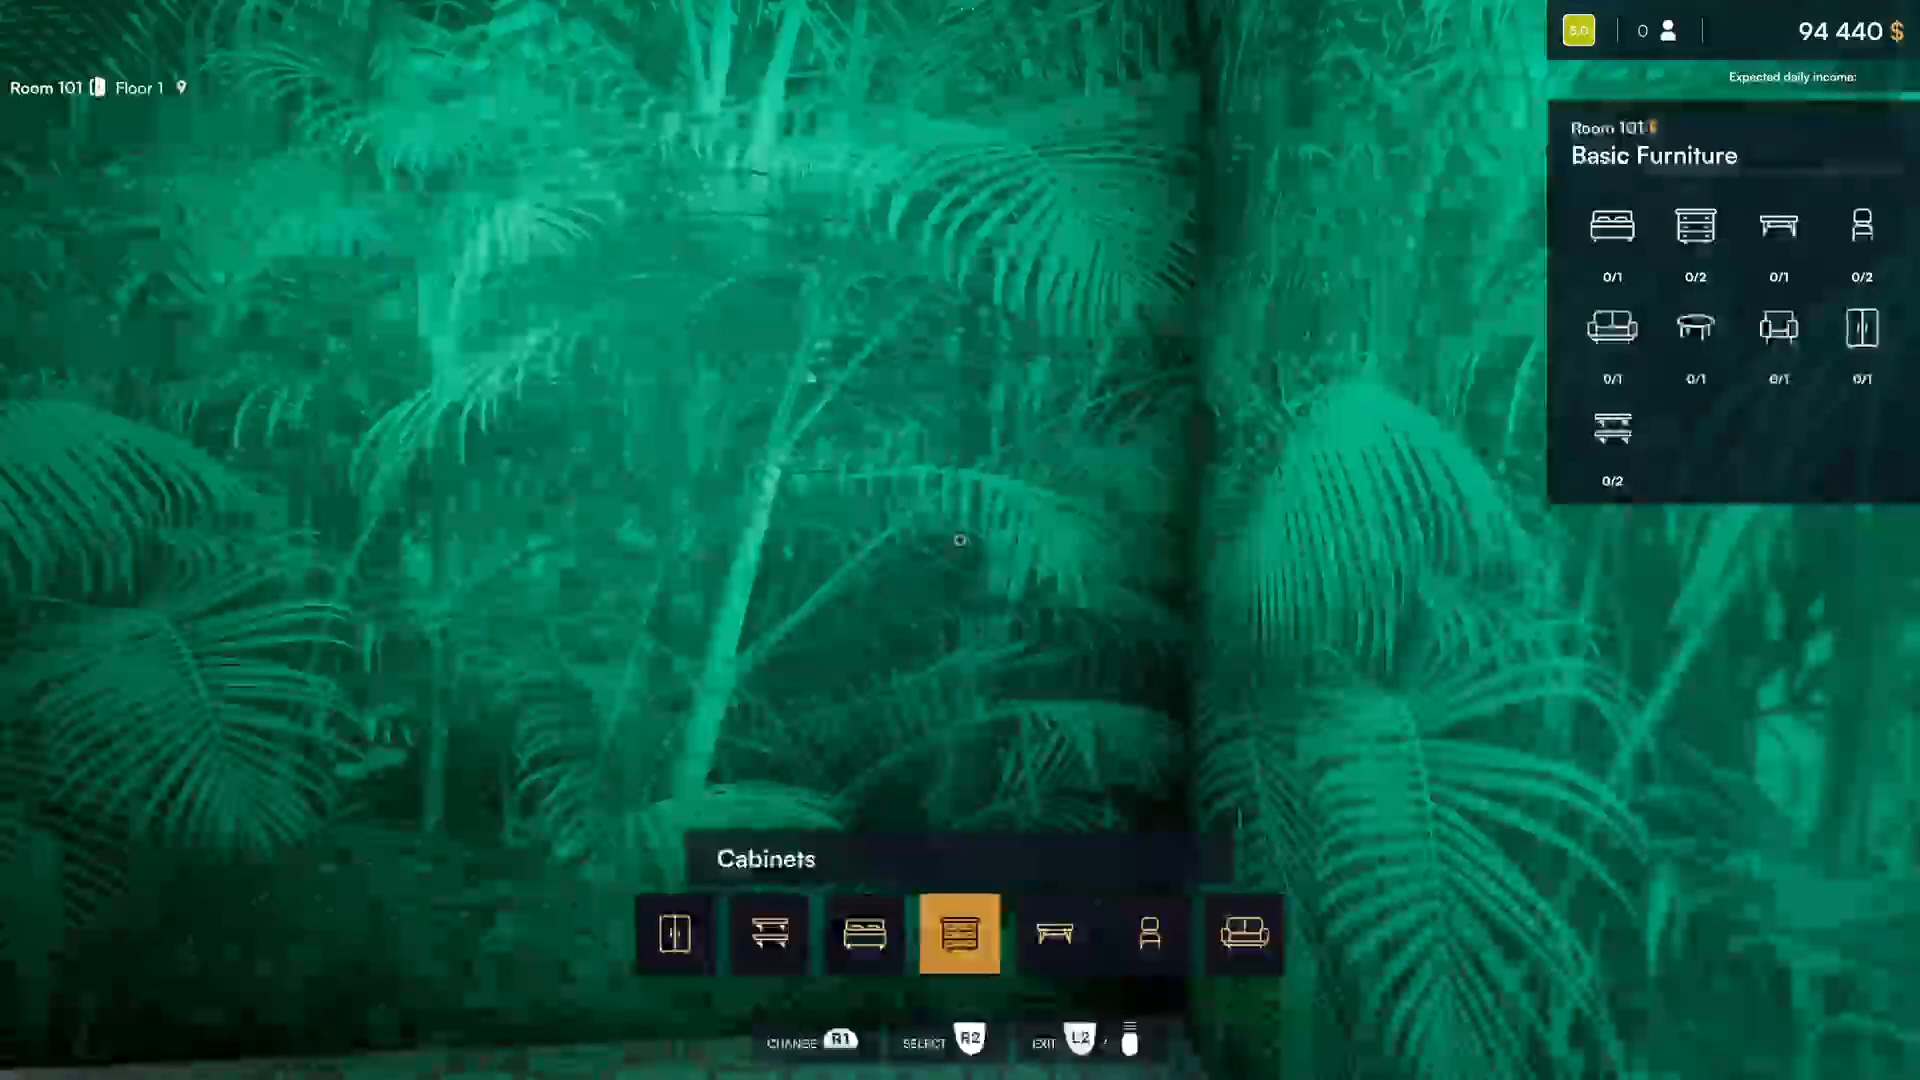 5.0 0 94 440 $
Expected daily income:
Room 101 Floor 1
Room 101
Basic Furniture
0/1 0/2 0/1 0/2
0/1 0/1 0/1 0/1
0/2
Cabinets
CHANGE R1 SELECT R2 EXIT L2 /